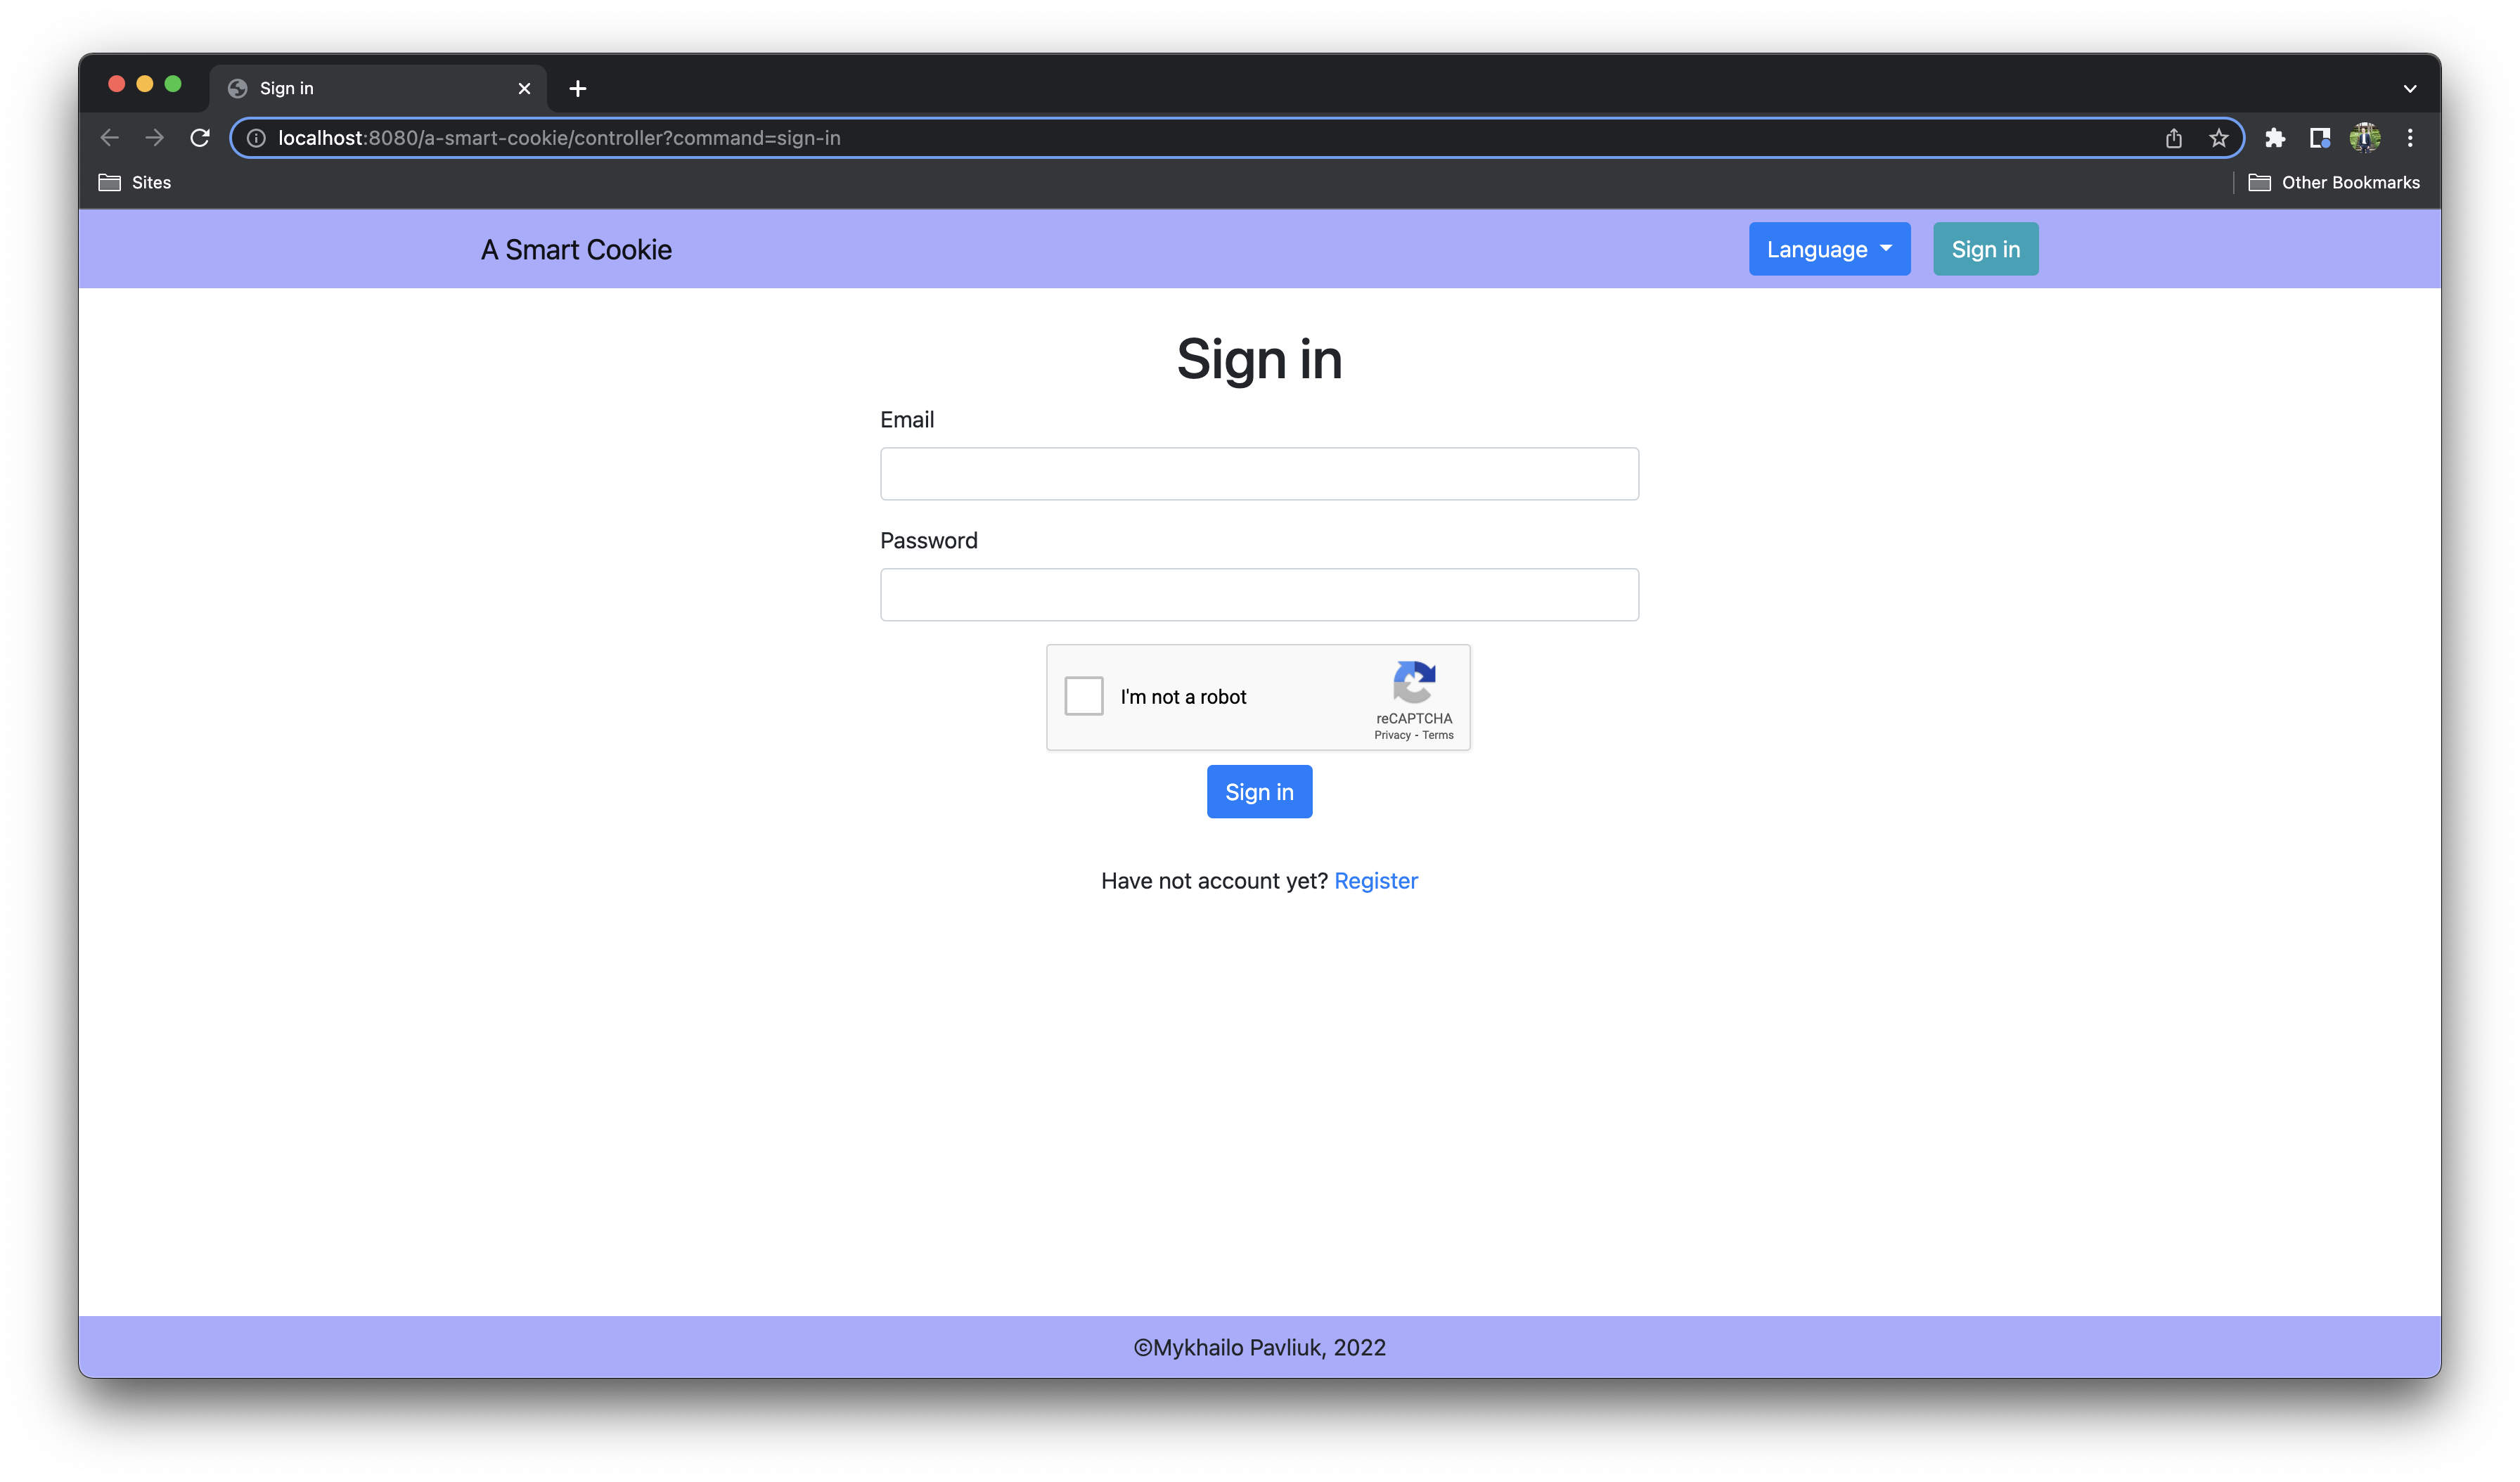 Sign in
localhost:8080/a-smart-cookie/controller?command=sign-in
Sites
Other Bookmarks
A Smart Cookie
Language
Sign in
Sign in
Email
Password
I'm not a robot
reCAPTCHA
Privacy - Terms
Sign in
Have not account yet? Register
©Mykhailo Pavliuk, 2022